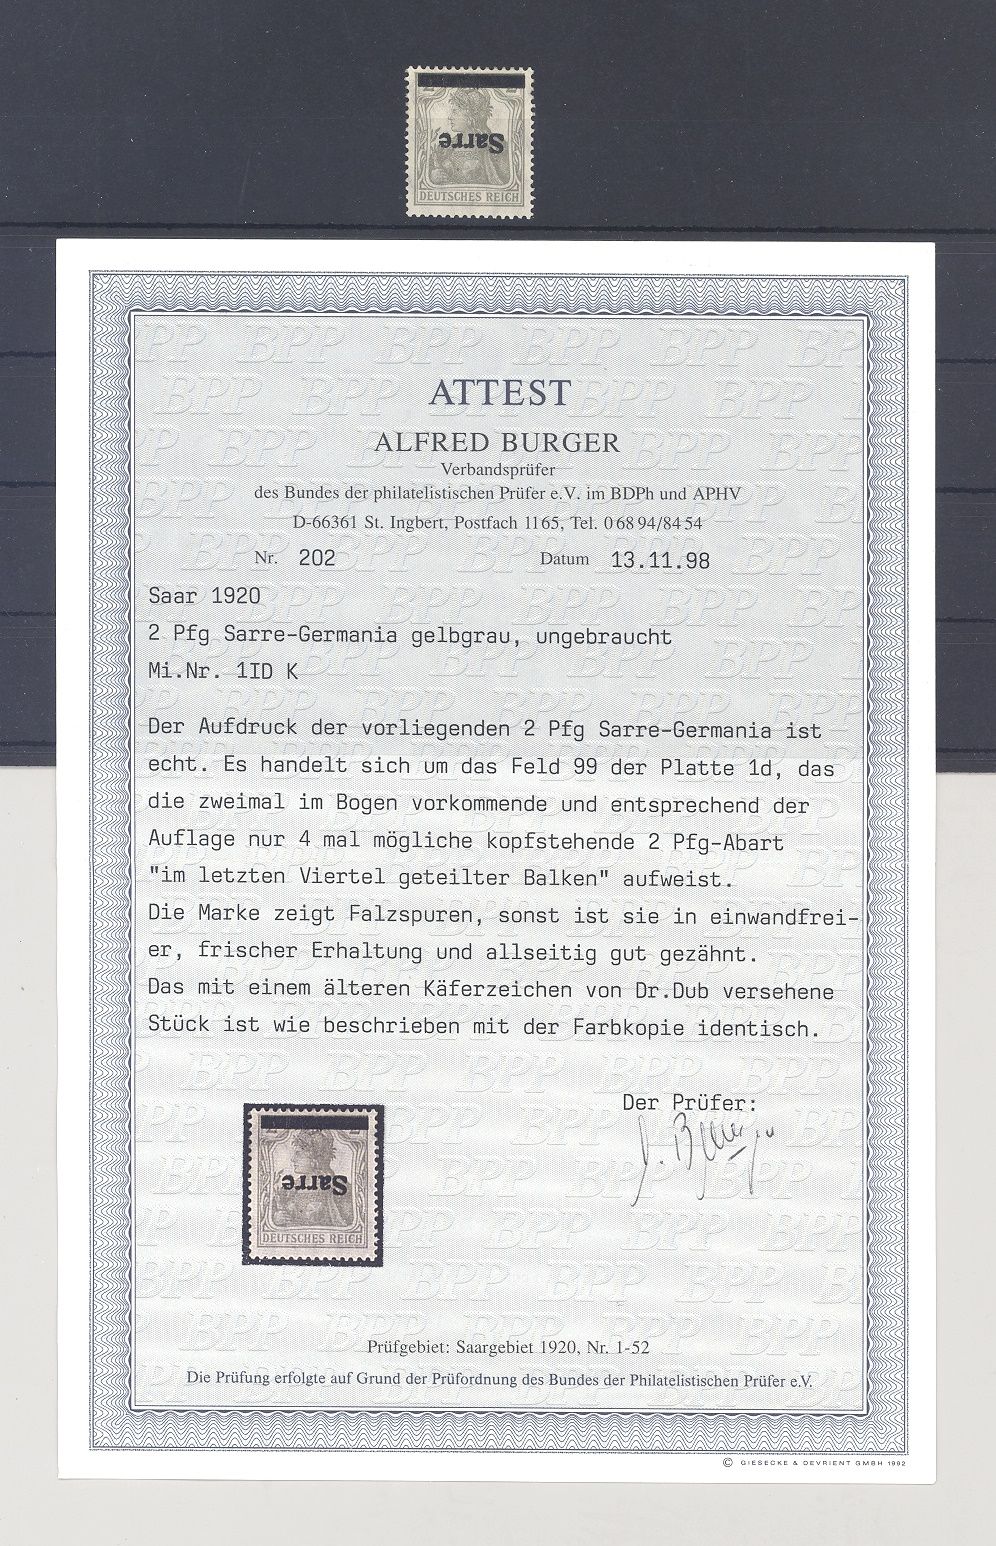 Sarre
DEUTSCHES REICH
ATTEST
ALFRED BURGER
Verbandsprüfer
des Bundes der philatelistischen Prüfer e.V. im BDPh und APHV
D-66361 St. Ingbert, Postfach 1165, Tel. 0 68 94/84 54
Nr. 202 Datum 13.11.98
Saar 1920
2 Pfg Sarre-Germania gelbgrau, ungebraucht
Mi.Nr. 1ID K
Der Aufdruck der vorliegenden 2 Pfg Sarre-Germania ist
echt. Es handelt sich um das Feld 99 der Platte 1d, das
die zweimal im Bogen vorkommende und entsprechend der
Auflage nur 4 mal mögliche kopfstehende 2 Pfg-Abart
"im letzten Viertel geteilter Balken" aufweist.
Die Marke zeigt Falzspuren, sonst ist sie in einwandfrei-
er, frischer Erhaltung und allseitig gut gezähnt.
Das mit einem älteren Käferzeichen von Dr.Dub versehene
Stück ist wie beschrieben mit der Farbkopie identisch.
Der Prüfer:
Sarre
DEUTSCHES REICH
Prüfgebiet: Saargebiet 1920, Nr. 1-52
Die Prüfung erfolgte auf Grund der Prüfordnung des Bundes der Philatelistischen Prüfer e.V.
© GIESECKE & DEVRIENT GMBH 1992